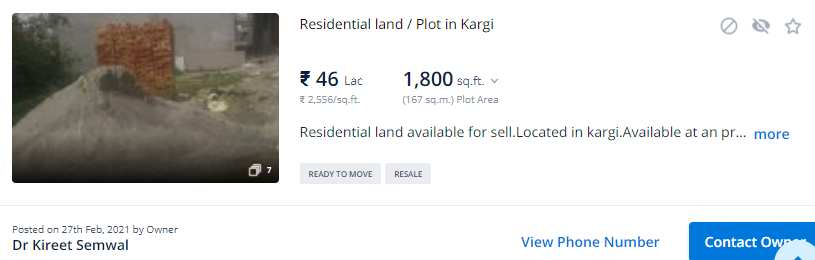 Residential land / Plot in Kargi
₹ 46 Lac
1,800 sq.ft.
₹ 2,556/sq.ft.
(167 sq.m.) Plot Area
Residential land available for sell.Located in kargi.Available at an pr... more
7
READY TO MOVE
RESALE
Posted on 27th Feb, 2021 by Owner
Dr Kireet Semwal
View Phone Number
Contact Owner